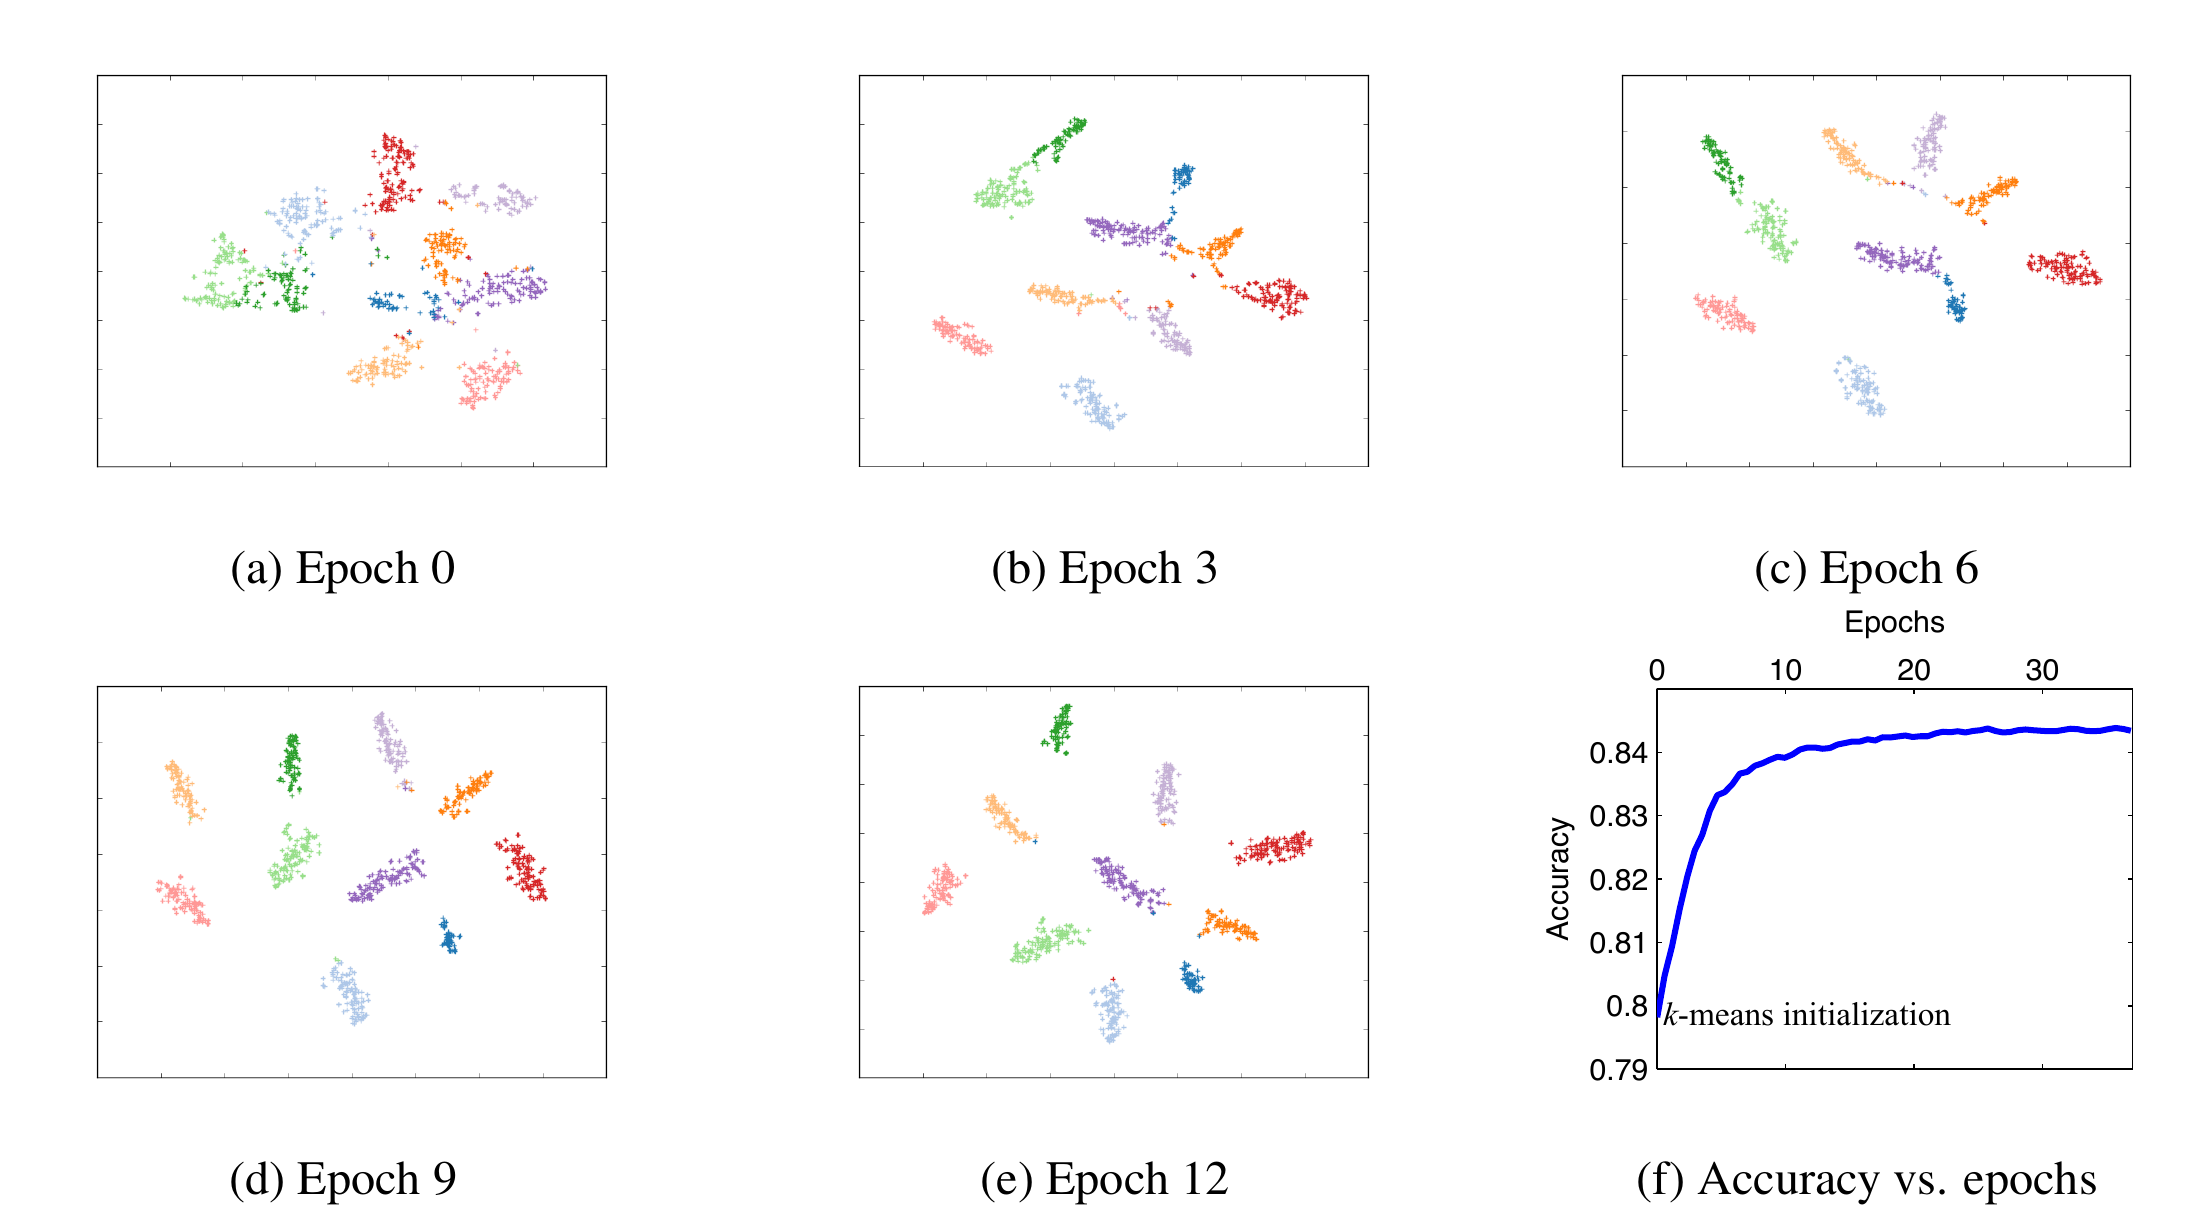 (a) Epoch 0
(b) Epoch 3
(c) Epoch 6
Epochs
0 10 20 30
0.84
0.83
0.82
0.81
0.8
0.79
Accuracy
k-means initialization
(d) Epoch 9
(e) Epoch 12
(f) Accuracy vs. epochs